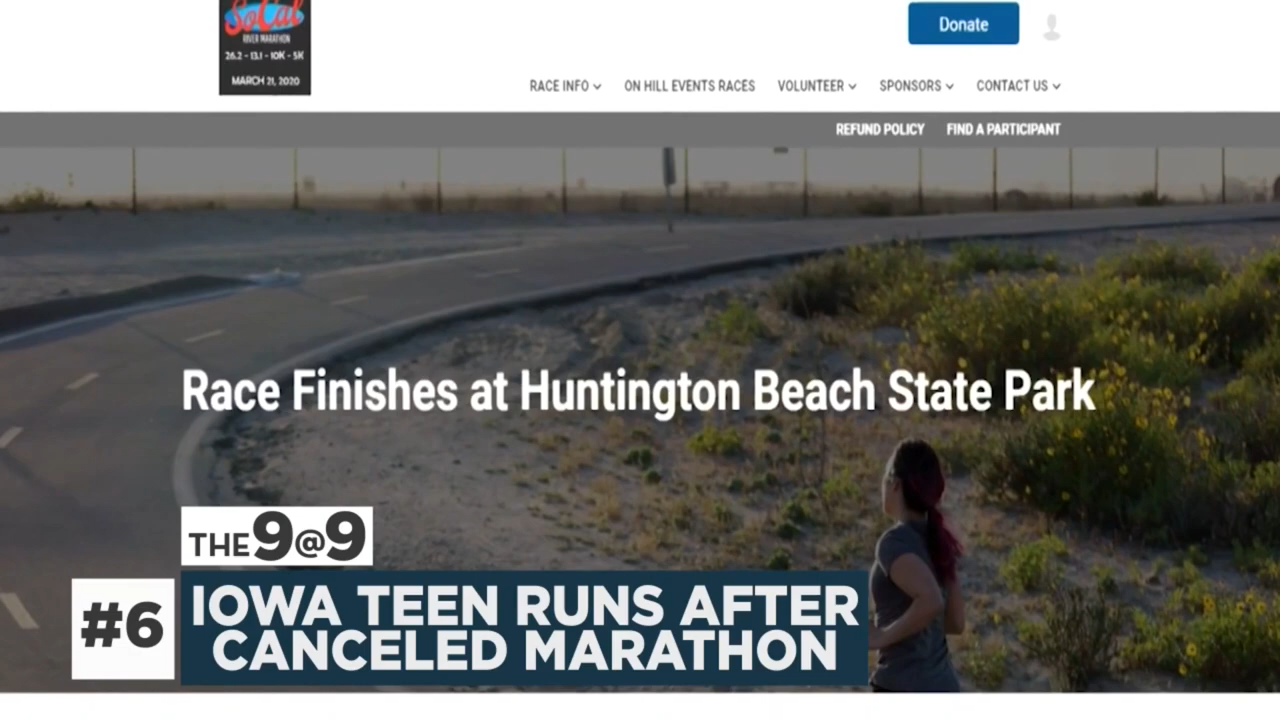 SoCal
RIVER MARATHON
26.2 - 13.1 - 10K - 5K
MARCH 21, 2020
Donate
RACE INFO
ON HILL EVENTS RACES
VOLUNTEER
SPONSORS
CONTACT US
REFUND POLICY
FIND A PARTICIPANT
Race Finishes at Huntington Beach State Park
THE 9@9
#6
IOWA TEEN RUNS AFTER
CANCELED MARATHON